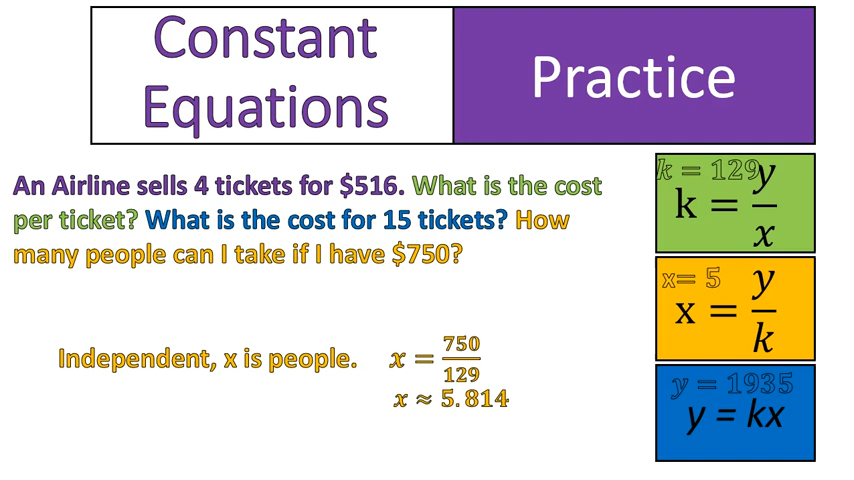 Constant
Equations
Practice
An Airline sells 4 tickets for $516. What is the cost
per ticket? What is the cost for 15 tickets? How
many people can I take if I have $750?
k = 129
k = y/x
x= 5
x = y/k
y = 1935
y = kx
Independent, x is people. x = 750/129
x ≈ 5.814